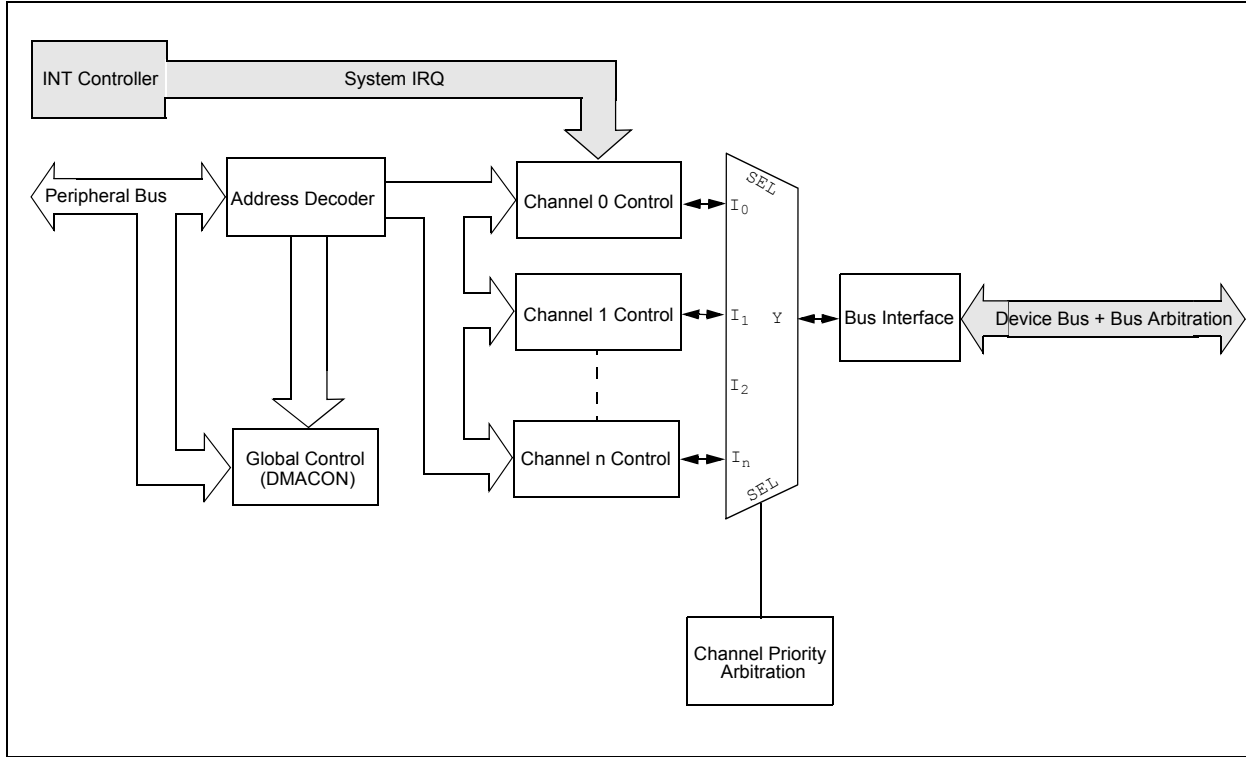 INT Controller
System IRQ
Peripheral Bus
Address Decoder
Channel 0 Control
SEL
I0
Channel 1 Control
I1
Y
Bus Interface
Device Bus + Bus Arbitration
I2
Global Control
(DMACON)
Channel n Control
In
SEL
Channel Priority
Arbitration